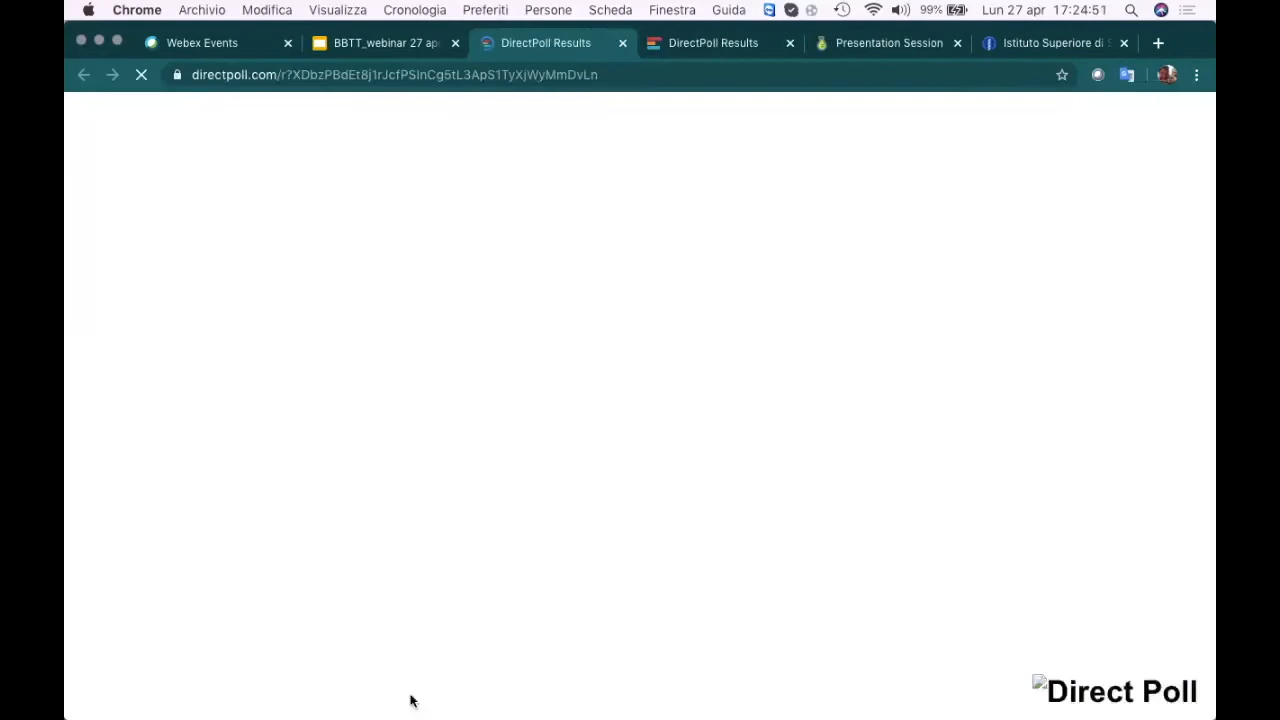 Chrome Archivio Modifica Visualizza Cronologia Preferiti Persone Scheda Finestra Guida 99% Lun 27 apr 17:24:51
Webex Events BBTT_webinar 27 apr DirectPoll Results DirectPoll Results Presentation Session Istituto Superiore di S
directpoll.com/r?XDbzPBdEt8j1rJcfPSInCg5tL3ApS1TyXjWyMmDvLn
Direct Poll